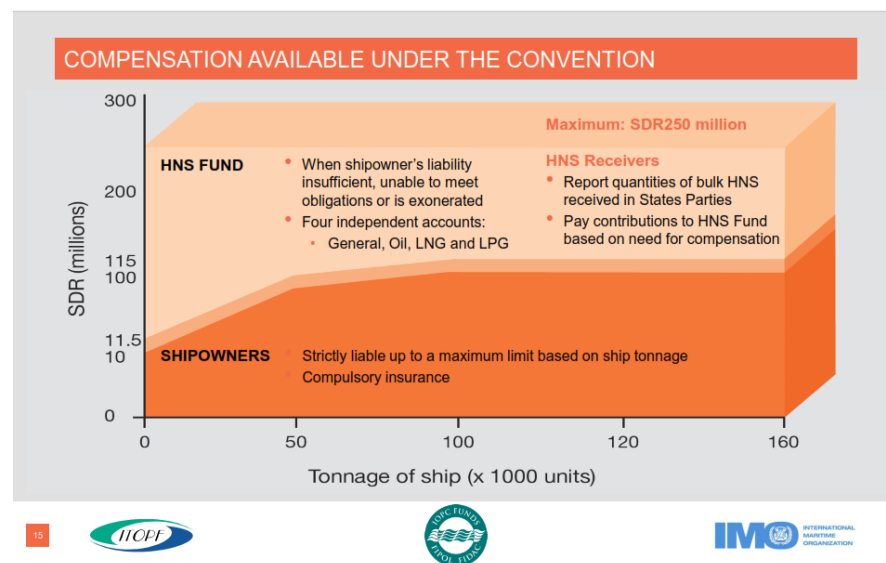 COMPENSATION AVAILABLE UNDER THE CONVENTION
300
200
115
100
11.5
10
0
SDR (millions)
Maximum: SDR250 million
HNS FUND
• When shipowner's liability
insufficient, unable to meet
obligations or is exonerated
• Four independent accounts:
• General, Oil, LNG and LPG
HNS Receivers
• Report quantities of bulk HNS
received in States Parties
• Pay contributions to HNS Fund
based on need for compensation
SHIPOWNERS
• Strictly liable up to a maximum limit based on ship tonnage
• Compulsory insurance
0
50
100
120
160
Tonnage of ship (x 1000 units)
15
ITOPF
IOPC FUNDS
FIPOL FIDAC
IMO
INTERNATIONAL
MARITIME
ORGANIZATION